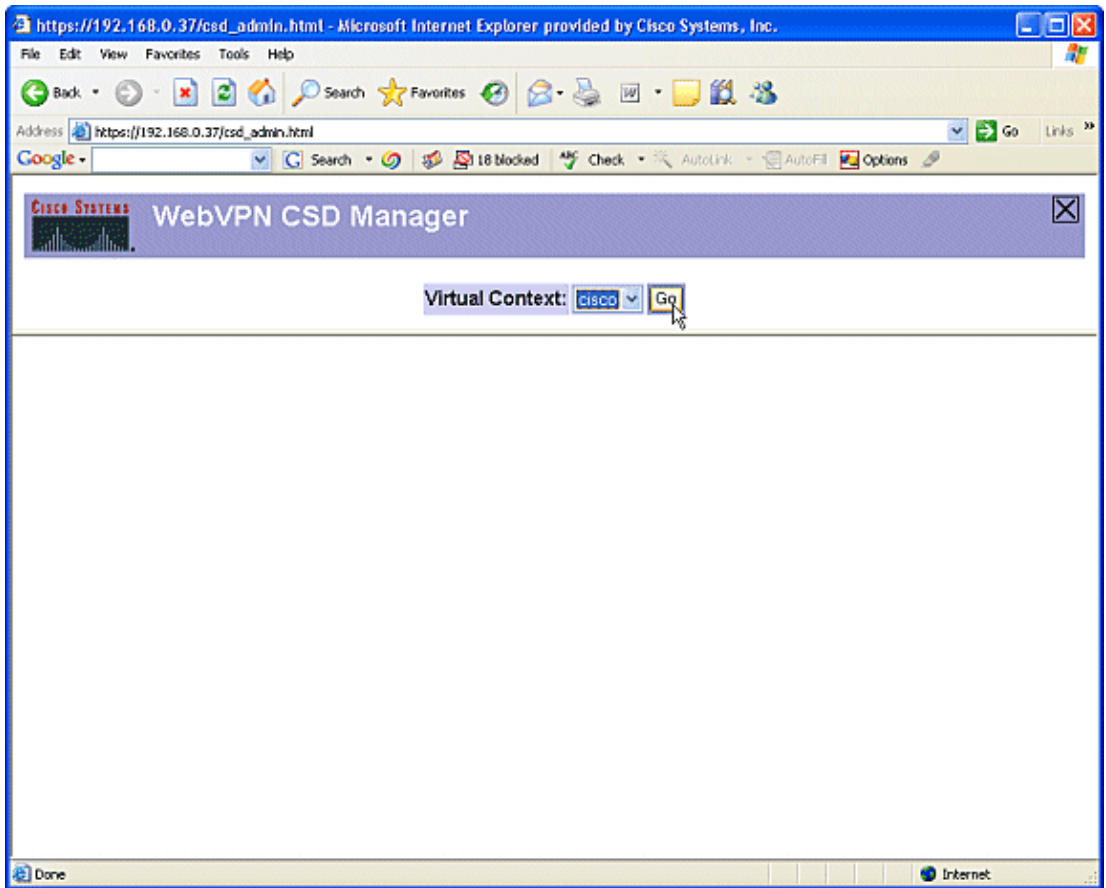 https://192.168.0.37/csd_admin.html - Microsoft Internet Explorer provided by Cisco Systems, Inc.
File Edit View Favorites Tools Help
Back Search Favorites
Address https://192.168.0.37/csd_admin.html Go Links »
Google Search 18 blocked ABC Check AutoLink AutoFill Options
CISCO SYSTEMS WebVPN CSD Manager
Virtual Context: cisco Go
Done Internet